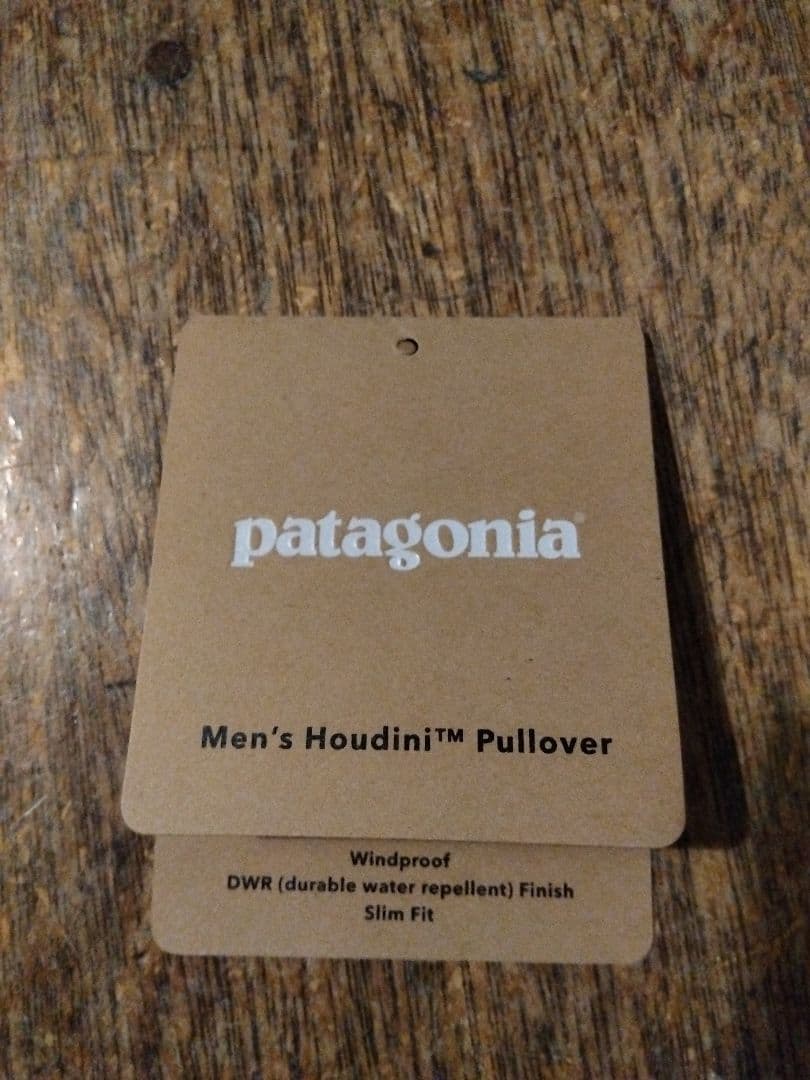 patagonia®
Men's Houdini™ Pullover
Windproof
DWR (durable water repellent) Finish
Slim Fit